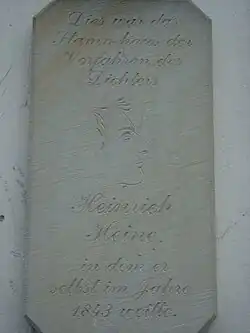 Dies war das
Stammhaus der
Vorfahren des
Dichters
Heinrich
Heine,
in dem er
selbst im Jahre
1843 weilte.